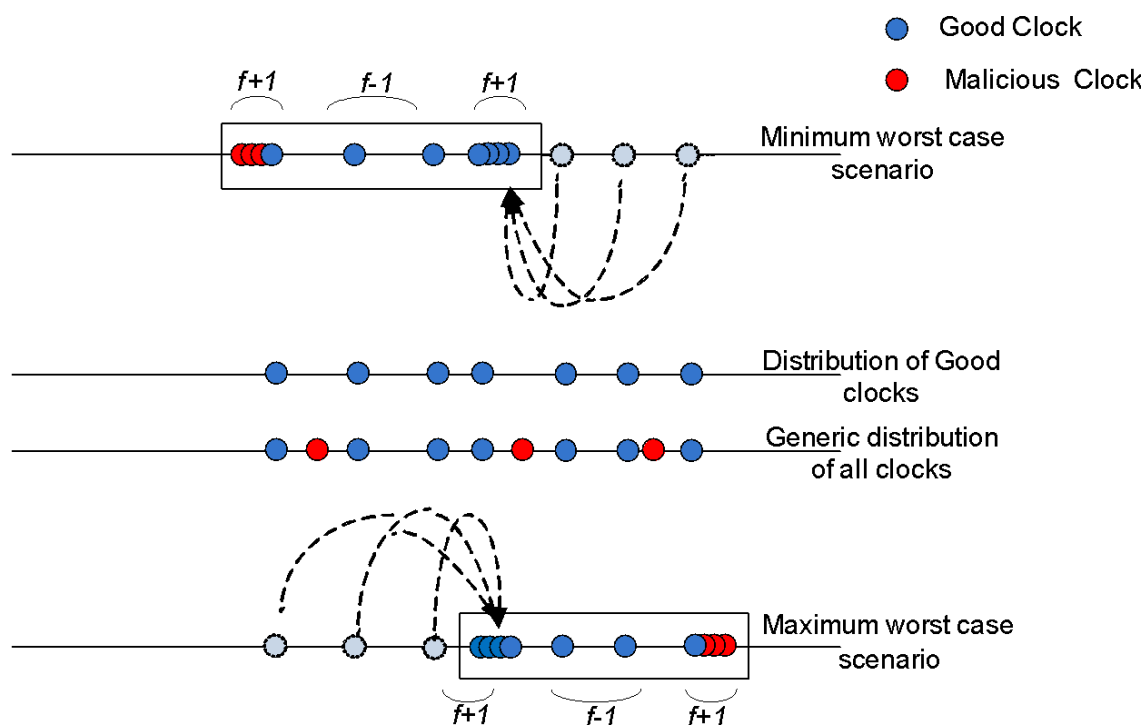 Good Clock
Malicious Clock
f+1
f-1
f+1
Minimum worst case
scenario
Distribution of Good
clocks
Generic distribution
of all clocks
Maximum worst case
scenario
f+1
f-1
f+1